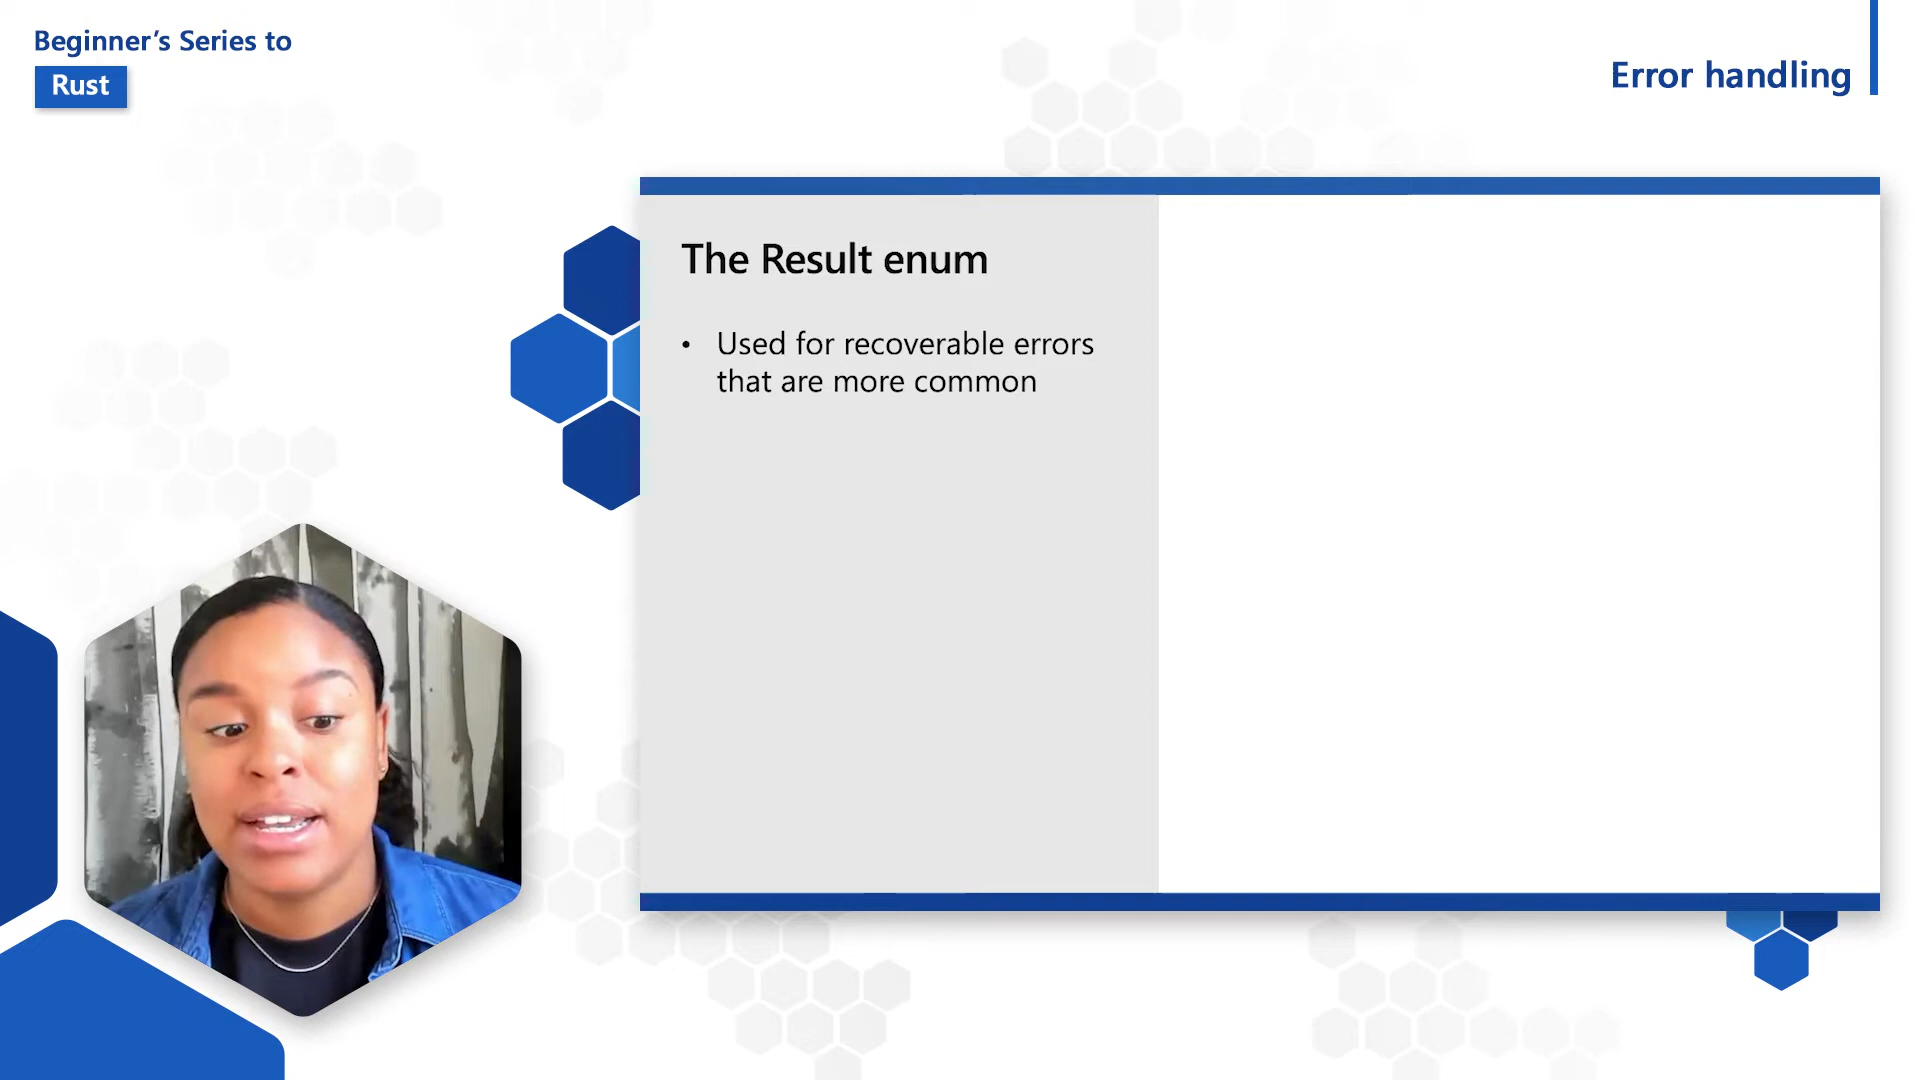 Beginner’s Series to
Rust
Error handling
The Result enum
• Used for recoverable errors
that are more common